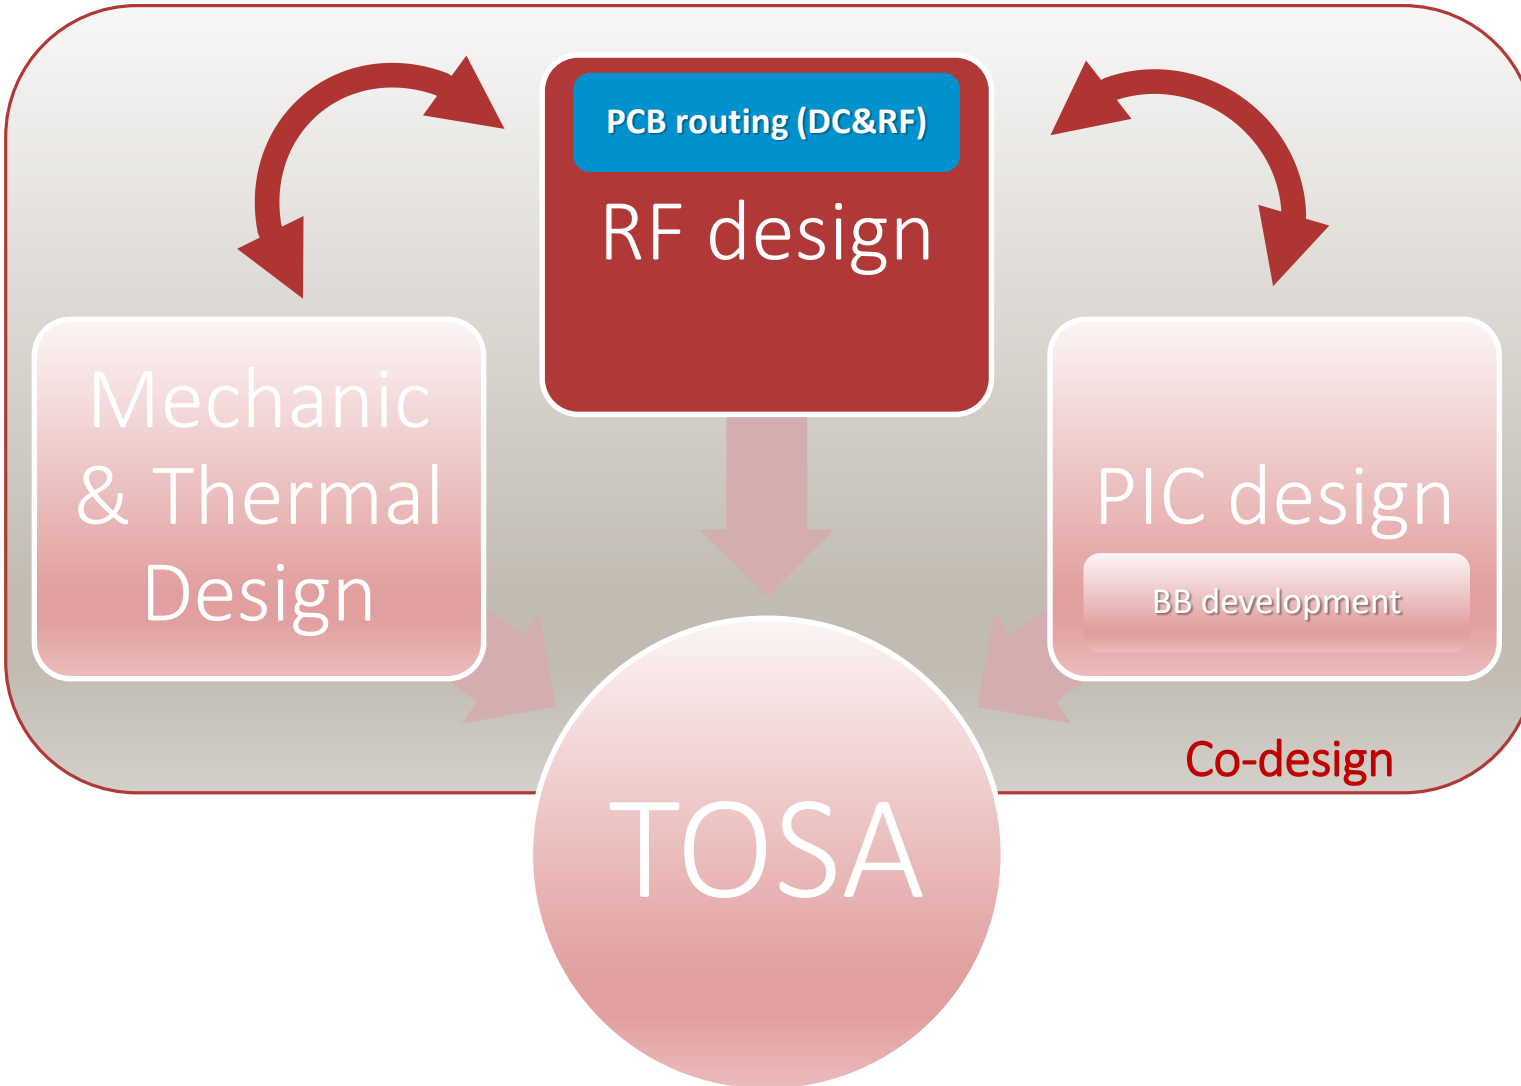 PCB routing (DC&RF)
RF design
Mechanic
& Thermal
Design
PIC design
BB development
Co-design
TOSA